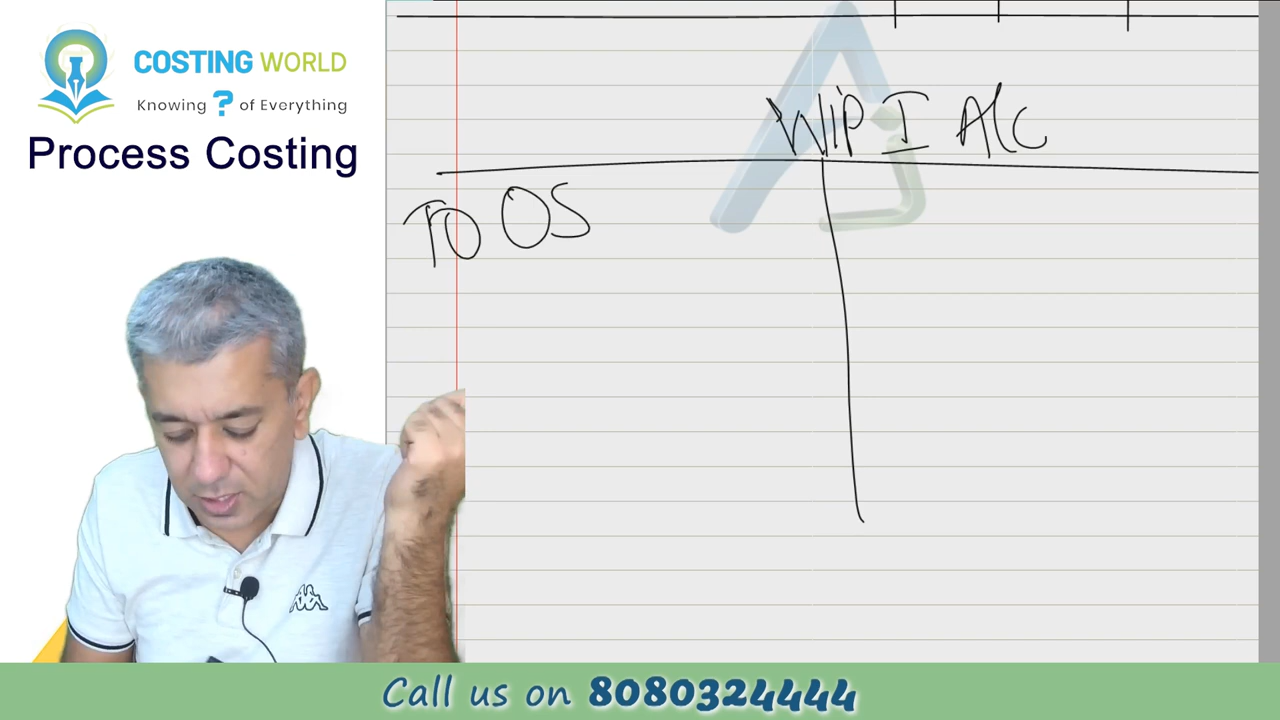 COSTING WORLD
Knowing ? of Everything
Process Costing
WIP I A/c
TO OS
Call us on 8080324444